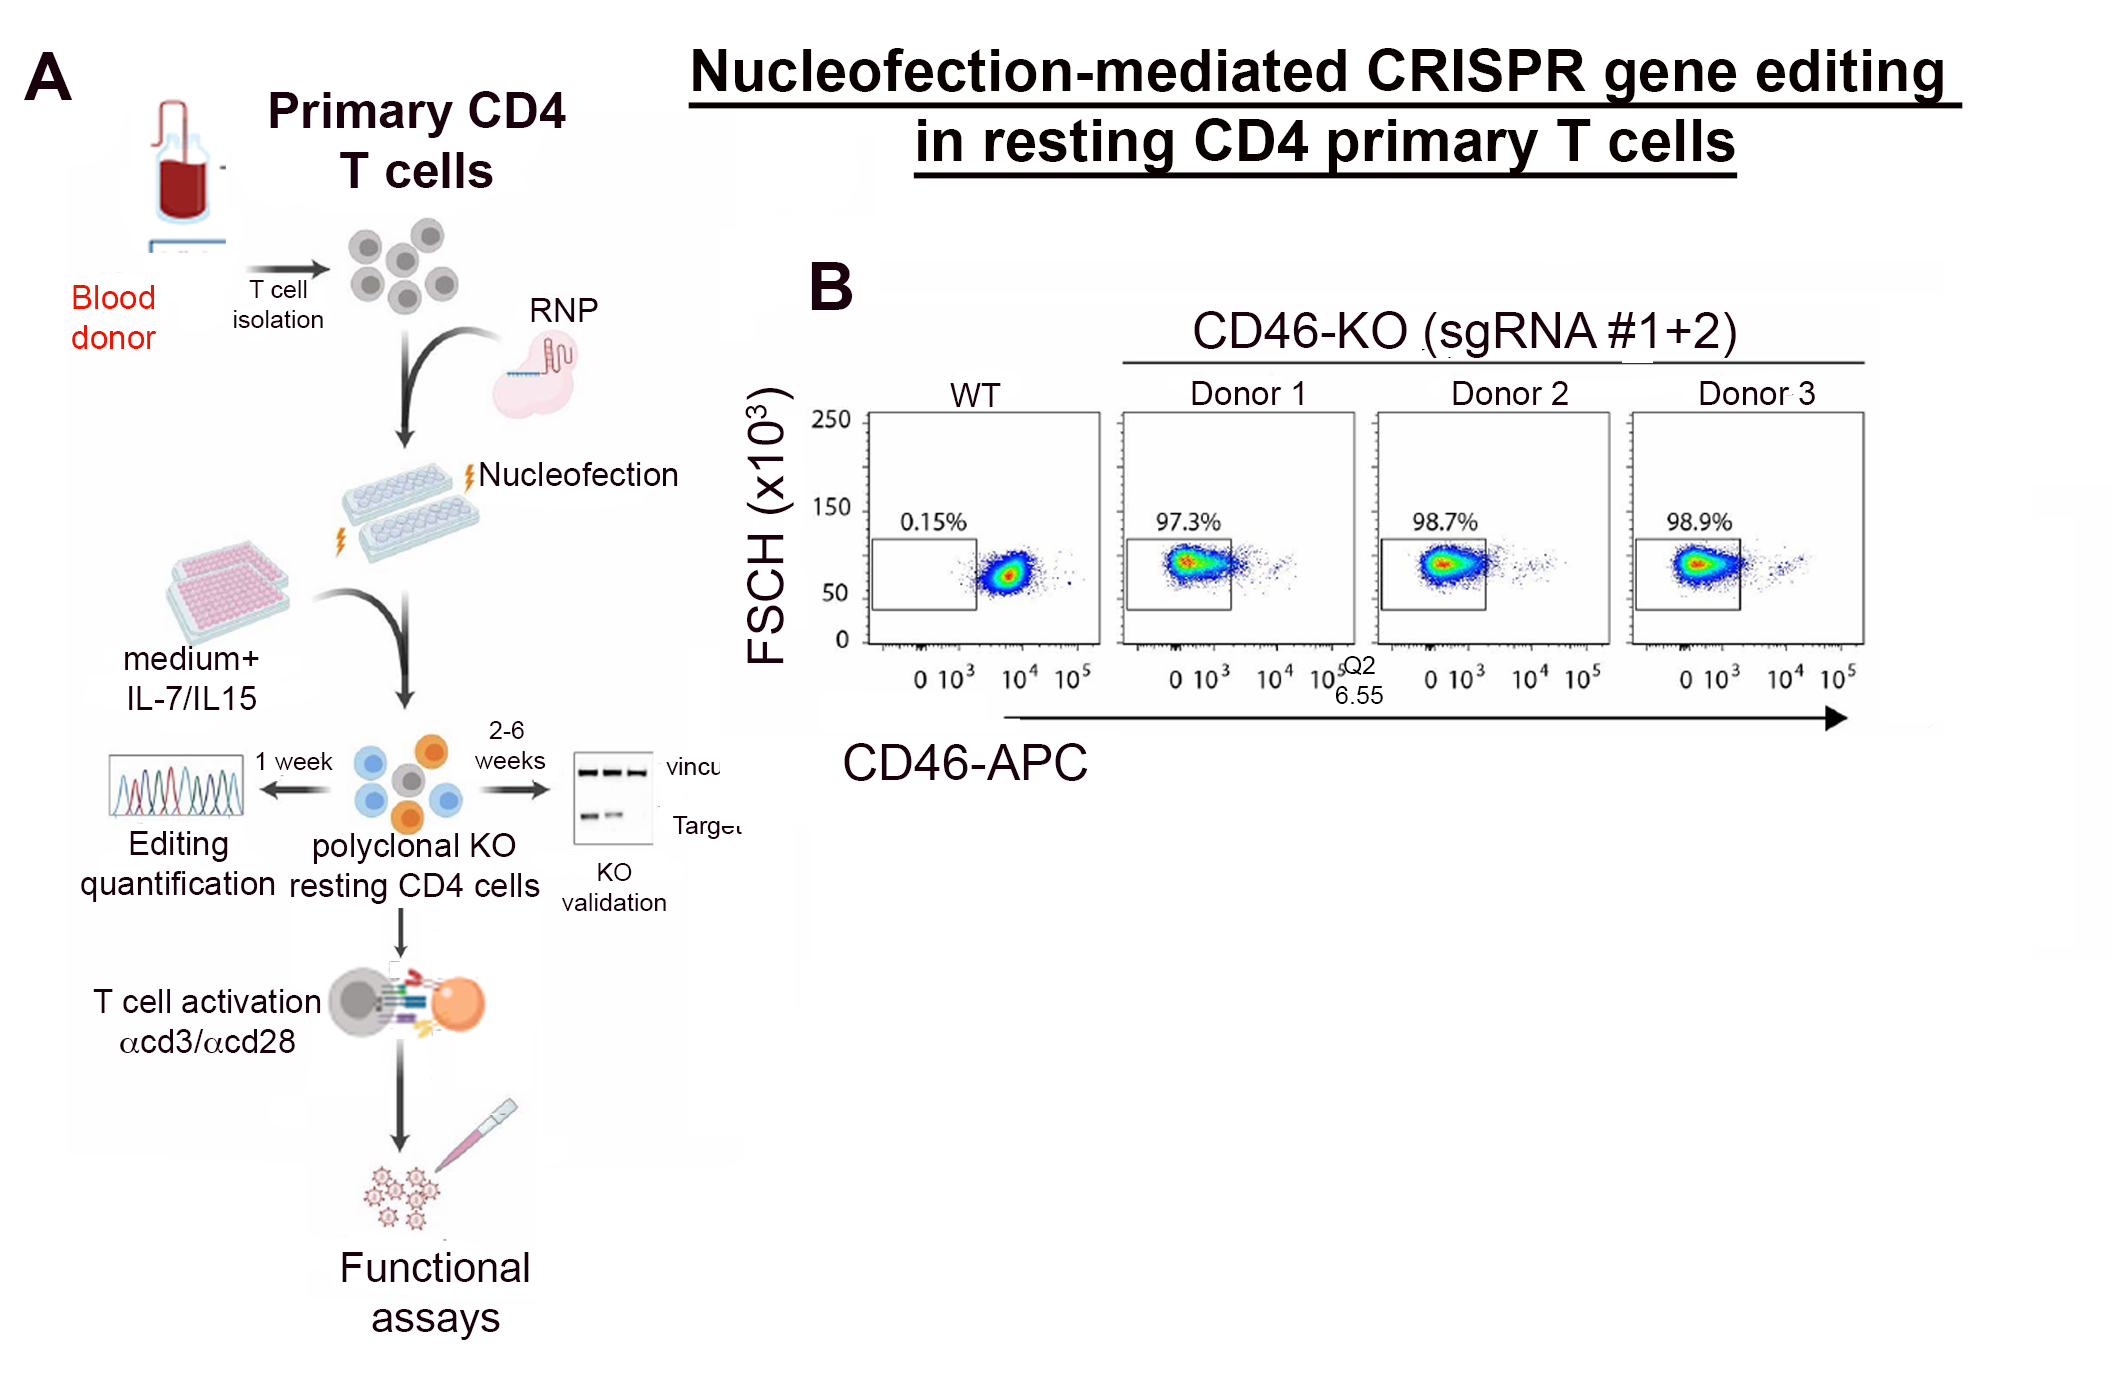 A
Primary CD4
T cells
Nucleofection-mediated CRISPR gene editing
in resting CD4 primary T cells
Blood
donor
T cell
isolation
RNP
Nucleofection
medium+
IL-7/IL15
1 week
2-6
weeks
vincu
Target
Editing
quantification
polyclonal KO
resting CD4 cells
KO
validation
T cell activation
αcd3/αcd28
Functional
assays
B
CD46-KO (sgRNA #1+2)
WT
Donor 1
Donor 2
Donor 3
FSCH (x10³)
250
150
50
0
0.15%
97.3%
98.7%
98.9%
0 10³ 10⁴ 10⁵
0 10³ 10⁴ 10⁵
0 10³ 10⁴ 10⁵
0 10³ 10⁴ 10⁵
Q2
6.55
CD46-APC